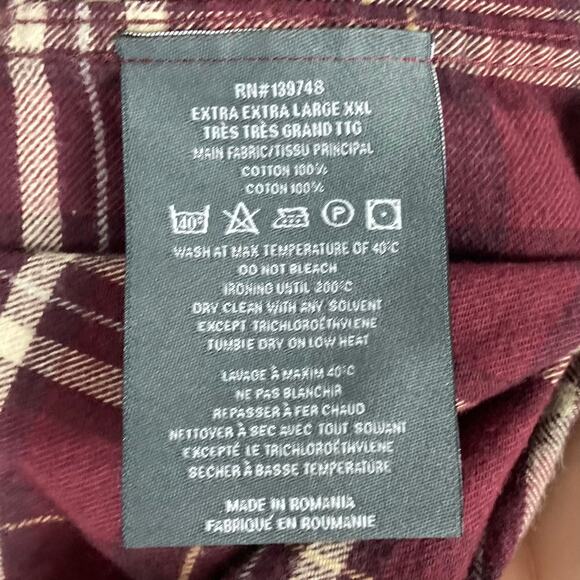 RN#139748
EXTRA EXTRA LARGE XXL
TRÈS TRÈS GRAND TTG
MAIN FABRIC/TISSU PRINCIPAL
COTTON 100%
COTON 100%
40° P
WASH AT MAX TEMPERATURE OF 40°C
DO NOT BLEACH
IRONING UNTIL 200°C
DRY CLEAN WITH ANY SOLVENT
EXCEPT TRICHLOROÉTHYLENE
TUMBLE DRY ON LOW HEAT
LAVAGE À MAXIM 40°C
NE PAS BLANCHIR
REPASSER À FER CHAUD
NETTOYER À SEC AVEC TOUT SOLVANT
EXCEPTÉ LE TRICHLOROÉTHYLENE
SÉCHER À BASSE TEMPÉRATURE
MADE IN ROMANIA
FABRIQUÉ EN ROUMANIE